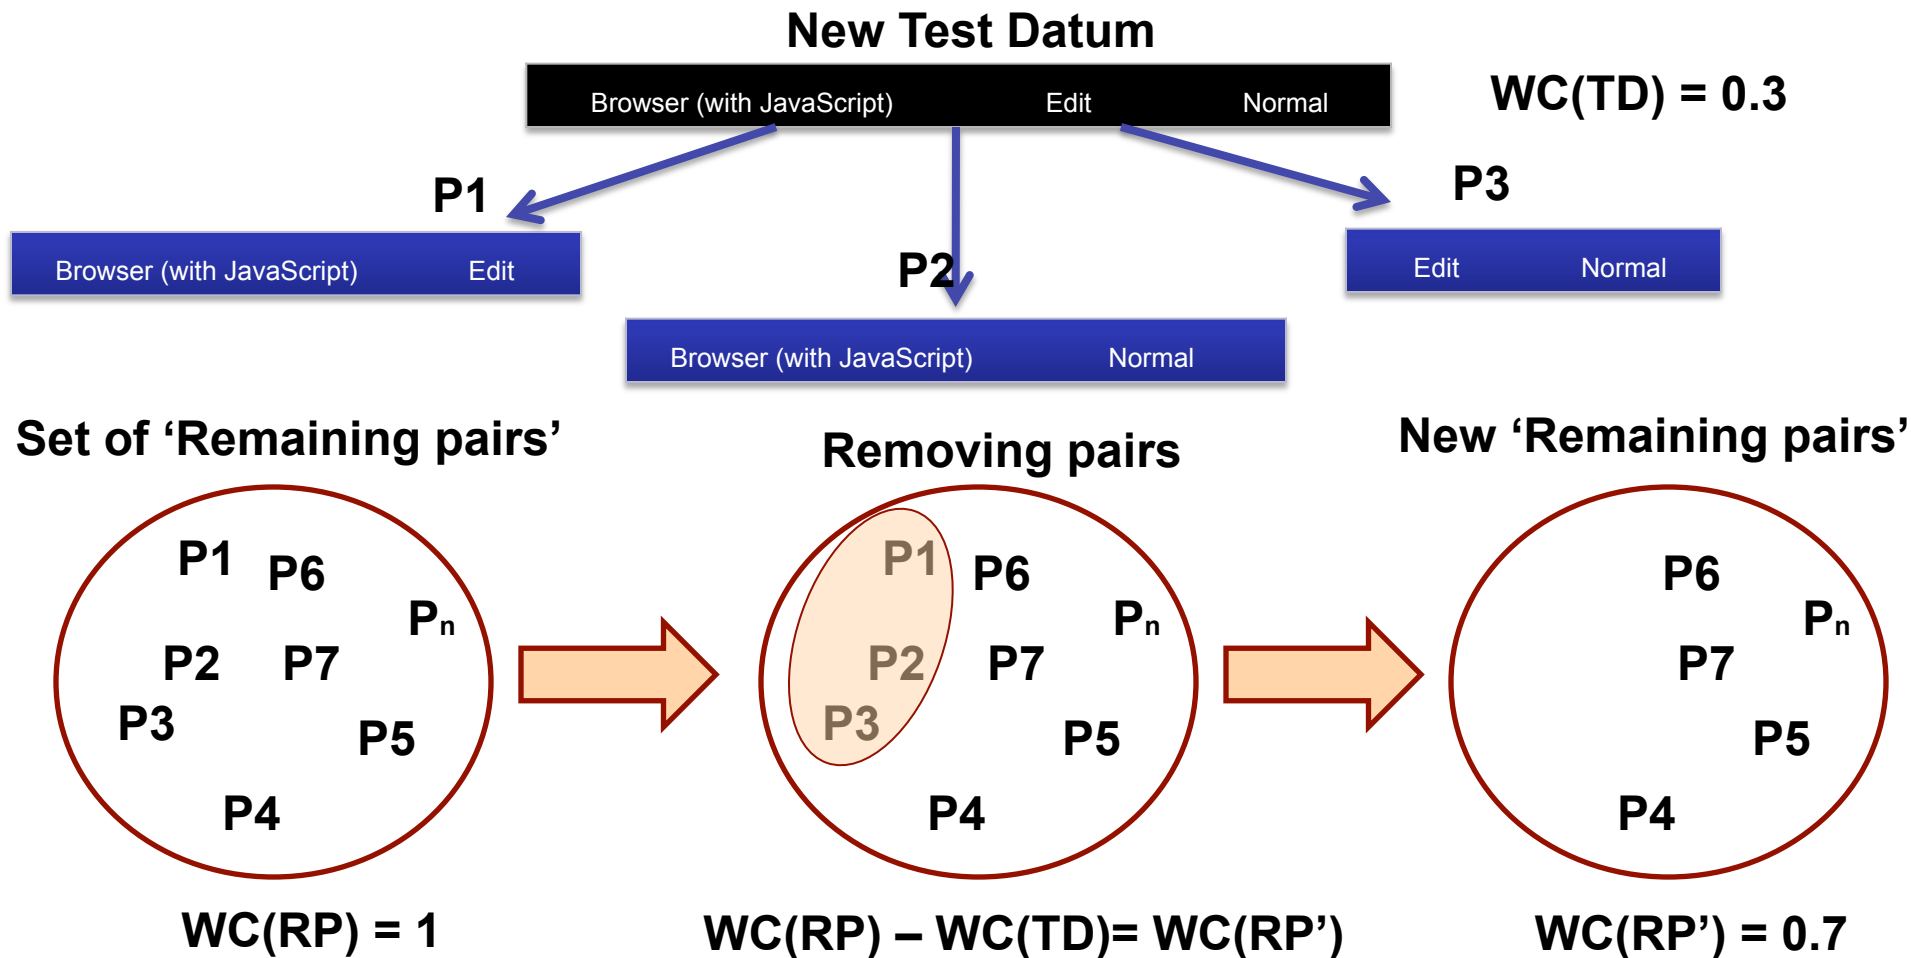 New Test Datum
Browser (with JavaScript) Edit Normal
WC(TD) = 0.3
P1
P2
P3
Browser (with JavaScript) Edit
Browser (with JavaScript) Normal
Edit Normal
Set of ‘Remaining pairs’
Removing pairs
New ‘Remaining pairs’
P1
P6
Pn
P2
P7
P3
P5
P4
P1
P6
Pn
P2
P7
P3
P5
P4
P6
Pn
P7
P5
P4
WC(RP) = 1
WC(RP) – WC(TD)= WC(RP’)
WC(RP’) = 0.7